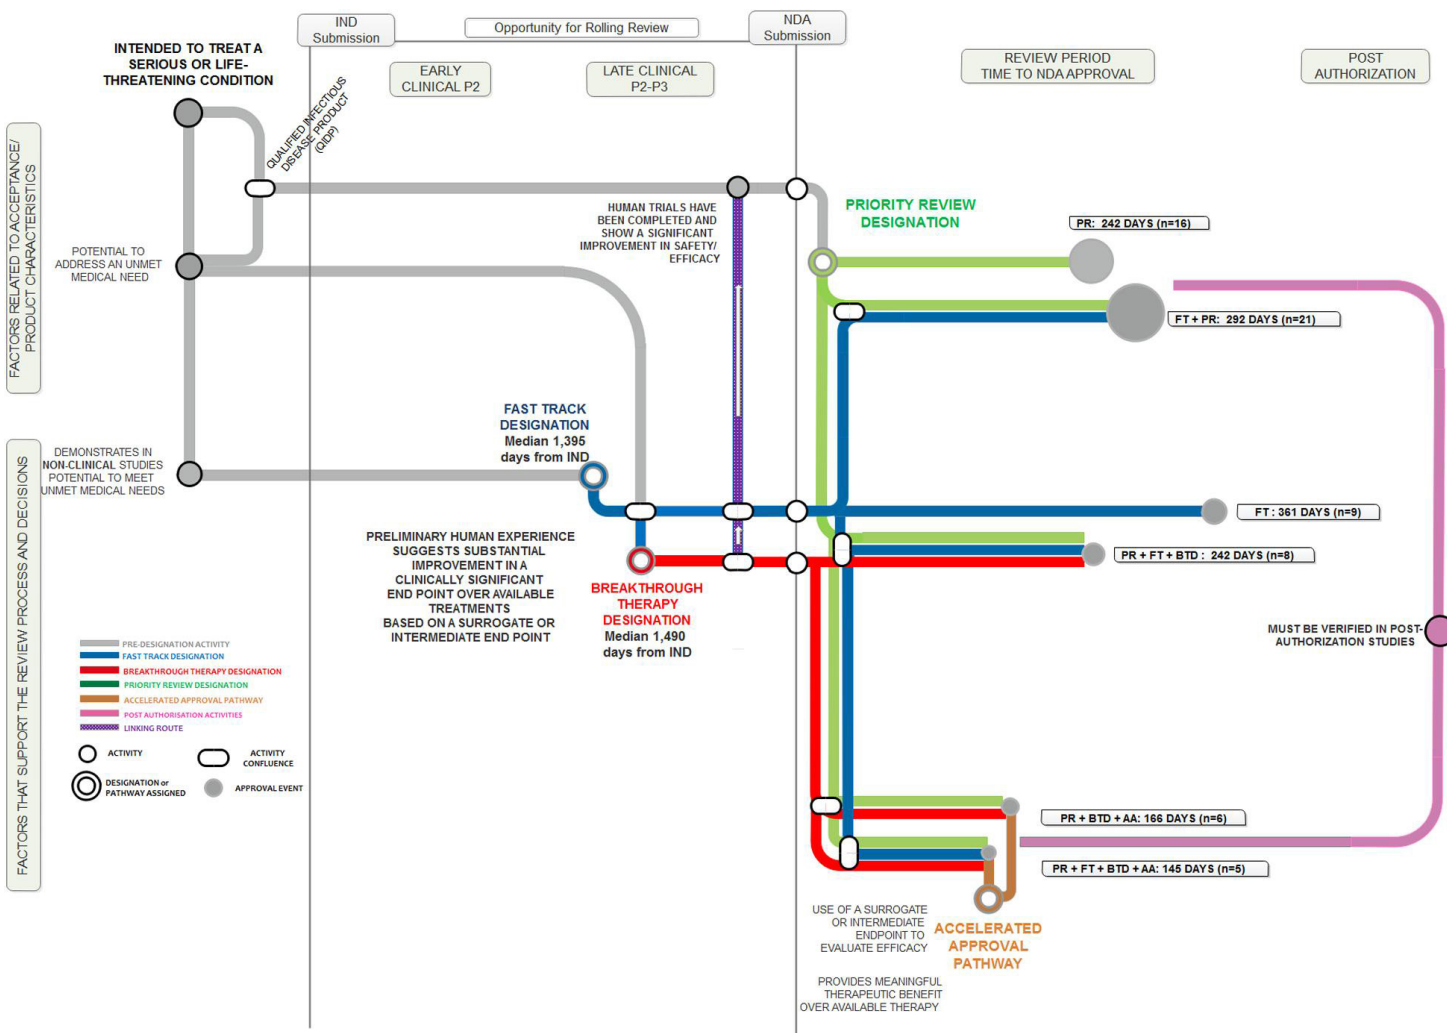 IND
Submission
Opportunity for Rolling Review
NDA
Submission
INTENDED TO TREAT A
SERIOUS OR LIFE-
THREATENING CONDITION
EARLY
CLINICAL P2
LATE CLINICAL
P2-P3
REVIEW PERIOD
TIME TO NDA APPROVAL
POST
AUTHORIZATION
FACTORS RELATED TO ACCEPTANCE/
PRODUCT CHARACTERISTICS
QUALIFIED INFECTIOUS
DISEASE PRODUCT
(QIDP)
HUMAN TRIALS HAVE
BEEN COMPLETED AND
SHOW A SIGNIFICANT
IMPROVEMENT IN SAFETY/
EFFICACY
PRIORITY REVIEW
DESIGNATION
PR: 242 DAYS (n=16)
POTENTIAL TO
ADDRESS AN UNMET
MEDICAL NEED
FT + PR: 292 DAYS (n=21)
FAST TRACK
DESIGNATION
Median 1,395
days from IND
FACTORS THAT SUPPORT THE REVIEW PROCESS AND DECISIONS
DEMONSTRATES IN
NON-CLINICAL STUDIES
POTENTIAL TO MEET
UNMET MEDICAL NEEDS
FT : 361 DAYS (n=9)
PRELIMINARY HUMAN EXPERIENCE
SUGGESTS SUBSTANTIAL
IMPROVEMENT IN A
CLINICALLY SIGNIFICANT
END POINT OVER AVAILABLE
TREATMENTS
BASED ON A SURROGATE OR
INTERMEDIATE END POINT
PR + FT + BTD : 242 DAYS (n=8)
BREAKTHROUGH
THERAPY
DESIGNATION
Median 1,490
days from IND
MUST BE VERIFIED IN POST-
AUTHORIZATION STUDIES
PRE-DESIGNATION ACTIVITY
FAST TRACK DESIGNATION
BREAKTHROUGH THERAPY DESIGNATION
PRIORITY REVIEW DESIGNATION
ACCELERATED APPROVAL PATHWAY
POST AUTHORISATION ACTIVITIES
LINKING ROUTE
ACTIVITY
ACTIVITY
CONFLUENCE
DESIGNATION or
PATHWAY ASSIGNED
APPROVAL EVENT
PR + BTD + AA: 166 DAYS (n=6)
PR + FT + BTD + AA: 145 DAYS (n=5)
USE OF A SURROGATE
OR INTERMEDIATE
ENDPOINT TO
EVALUATE EFFICACY
ACCELERATED
APPROVAL
PATHWAY
PROVIDES MEANINGFUL
THERAPEUTIC BENEFIT
OVER AVAILABLE THERAPY